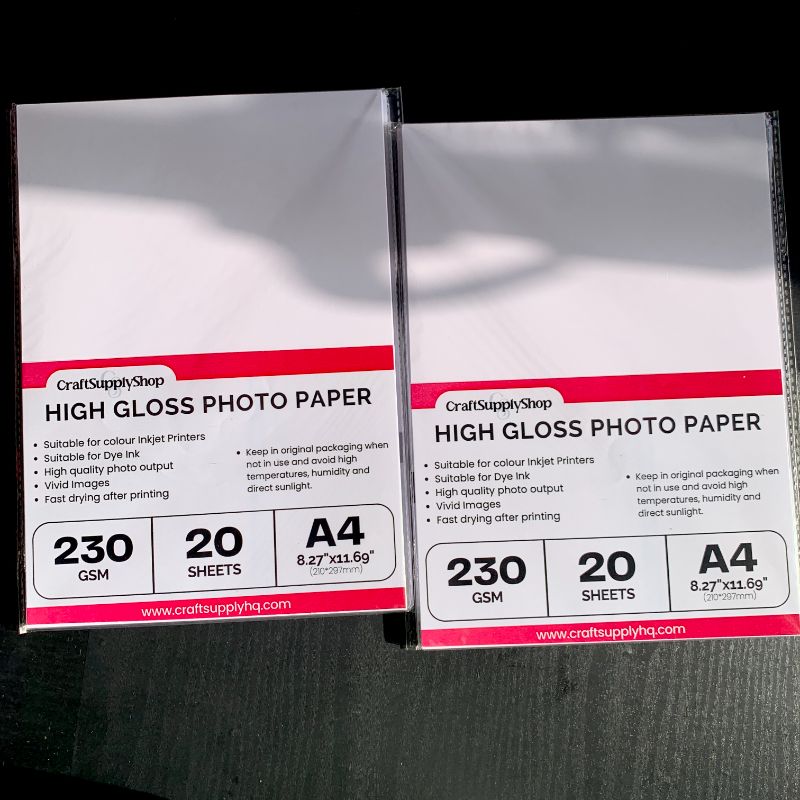 CraftSupplyShop
HIGH GLOSS PHOTO PAPER
• Suitable for colour Inkjet Printers
• Suitable for Dye Ink
• High quality photo output
• Vivid Images
• Fast drying after printing
• Keep in original packaging when
not in use and avoid high
temperatures, humidity and
direct sunlight.
230
GSM
20
SHEETS
A4
8.27"x11.69"
(210*297mm)
www.craftsupplyhq.com
CraftSupplyShop
HIGH GLOSS PHOTO PAPER
• Suitable for colour Inkjet Printers
• Suitable for Dye Ink
• High quality photo output
• Vivid Images
• Fast drying after printing
• Keep in original packaging when
not in use and avoid high
temperatures, humidity and
direct sunlight.
230
GSM
20
SHEETS
A4
8.27"x11.69"
(210*297mm)
www.craftsupplyhq.com